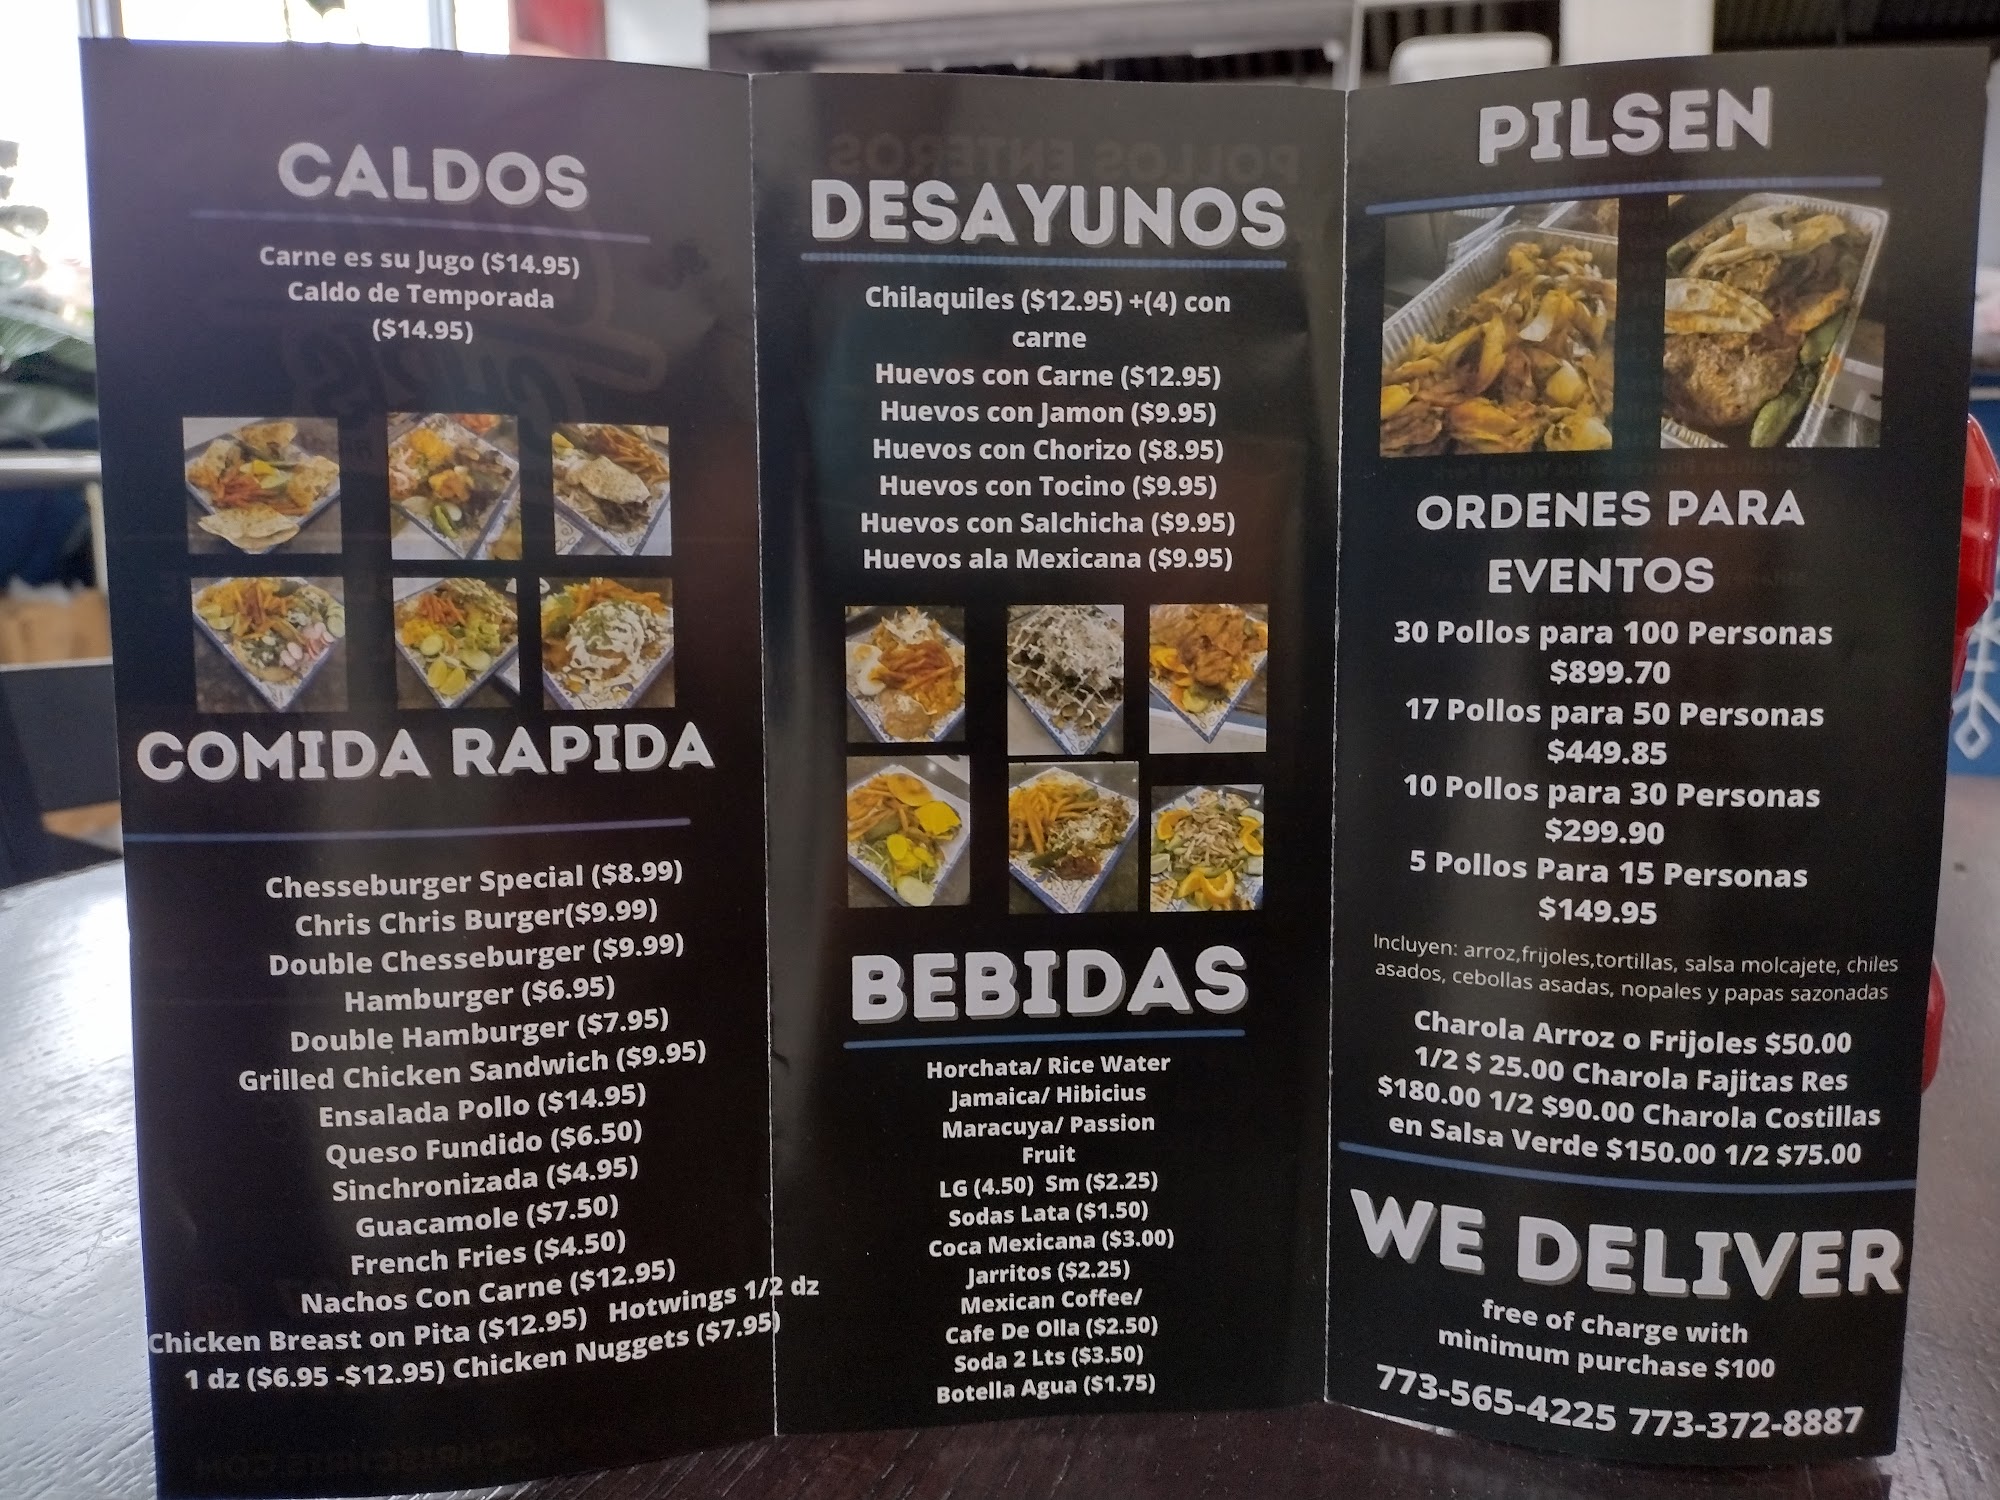 CALDOS
Carne es su Jugo ($14.95)
Caldo de Temporada
($14.95)
COMIDA RAPIDA
Chesseburger Special ($8.99)
Chris Chris Burger($9.99)
Double Chesseburger ($9.99)
Hamburger ($6.95)
Double Hamburger ($7.95)
Grilled Chicken Sandwich ($9.95)
Ensalada Pollo ($14.95)
Queso Fundido ($6.50)
Sinchronizada ($4.95)
Guacamole ($7.50)
French Fries ($4.50)
Nachos Con Carne ($12.95)
Chicken Breast on Pita ($12.95) Hotwings 1/2 dz
1 dz ($6.95 -$12.95) Chicken Nuggets ($7.95)
DESAYUNOS
Chilaquiles ($12.95) +(4) con
carne
Huevos con Carne ($12.95)
Huevos con Jamon ($9.95)
Huevos con Chorizo ($8.95)
Huevos con Tocino ($9.95)
Huevos con Salchicha ($9.95)
Huevos ala Mexicana ($9.95)
BEBIDAS
Horchata/ Rice Water
Jamaica/ Hibicius
Maracuya/ Passion
Fruit
LG (4.50) Sm ($2.25)
Sodas Lata ($1.50)
Coca Mexicana ($3.00)
Jarritos ($2.25)
Mexican Coffee/
Cafe De Olla ($2.50)
Soda 2 Lts ($3.50)
Botella Agua ($1.75)
PILSEN
ORDENES PARA
EVENTOS
30 Pollos para 100 Personas
$899.70
17 Pollos para 50 Personas
$449.85
10 Pollos para 30 Personas
$299.90
5 Pollos Para 15 Personas
$149.95
Incluyen: arroz,frijoles,tortillas, salsa molcajete, chiles
asados, cebollas asadas, nopales y papas sazonadas
Charola Arroz o Frijoles $50.00
1/2 $ 25.00 Charola Fajitas Res
$180.00 1/2 $90.00 Charola Costillas
en Salsa Verde $150.00 1/2 $75.00
WE DELIVER
free of charge with
minimum purchase $100
773-565-4225 773-372-8887